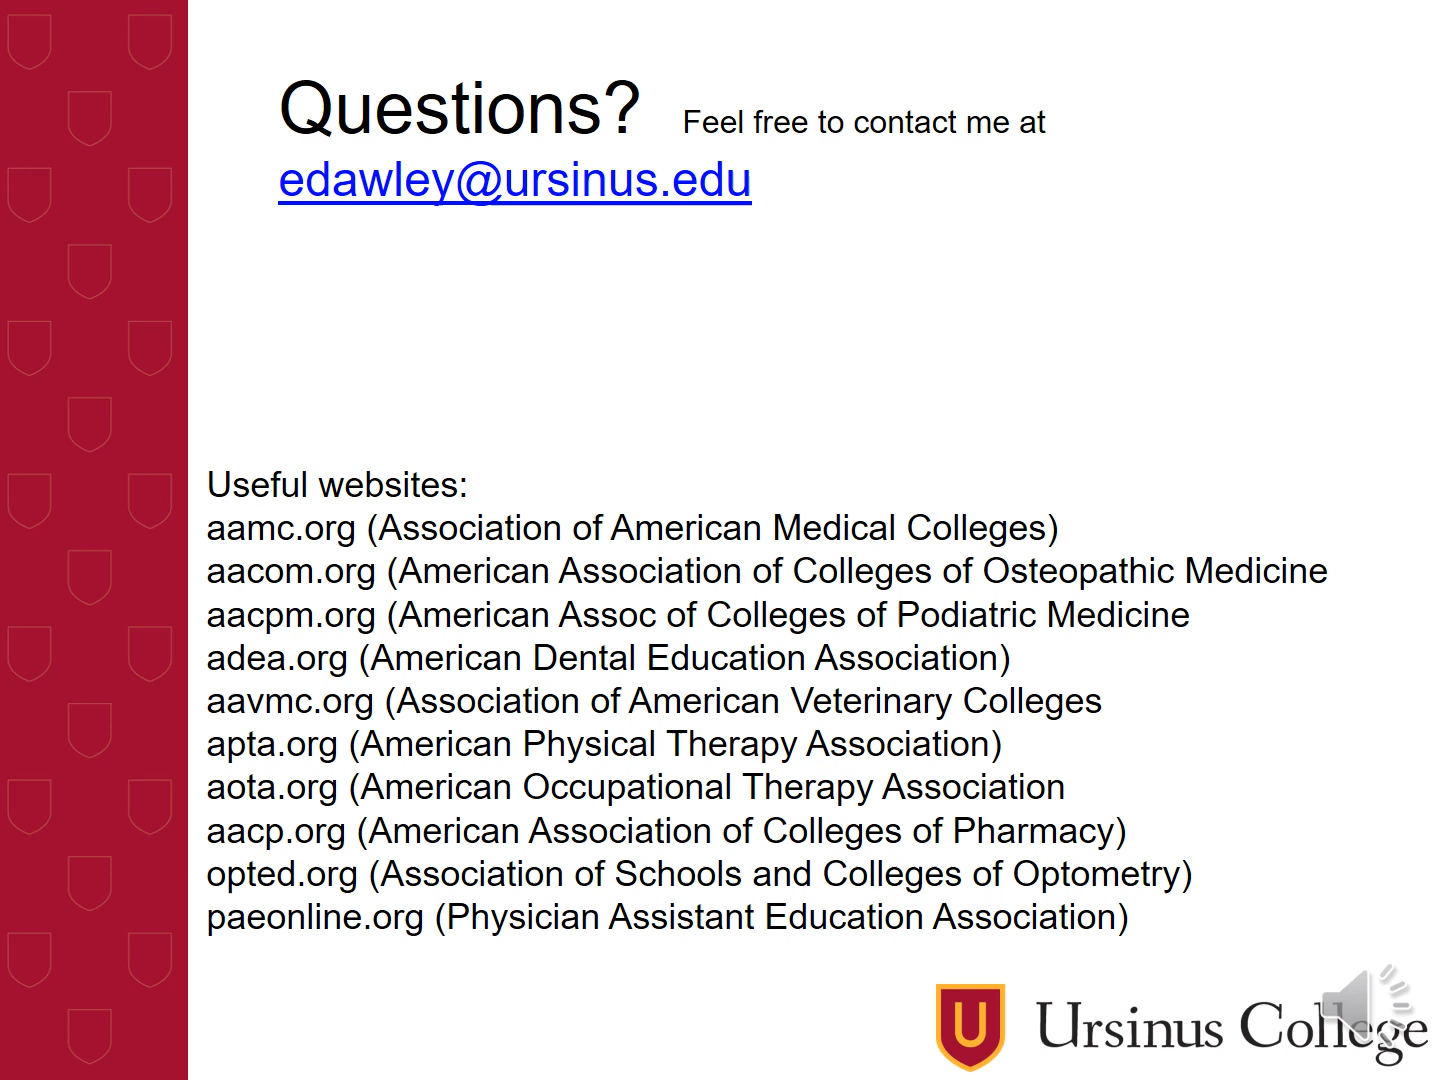 Questions? Feel free to contact me at
edawley@ursinus.edu
Useful websites:
aamc.org (Association of American Medical Colleges)
aacom.org (American Association of Colleges of Osteopathic Medicine
aacpm.org (American Assoc of Colleges of Podiatric Medicine
adea.org (American Dental Education Association)
aavmc.org (Association of American Veterinary Colleges
apta.org (American Physical Therapy Association)
aota.org (American Occupational Therapy Association
aacp.org (American Association of Colleges of Pharmacy)
opted.org (Association of Schools and Colleges of Optometry)
paeonline.org (Physician Assistant Education Association)
U Ursinus College